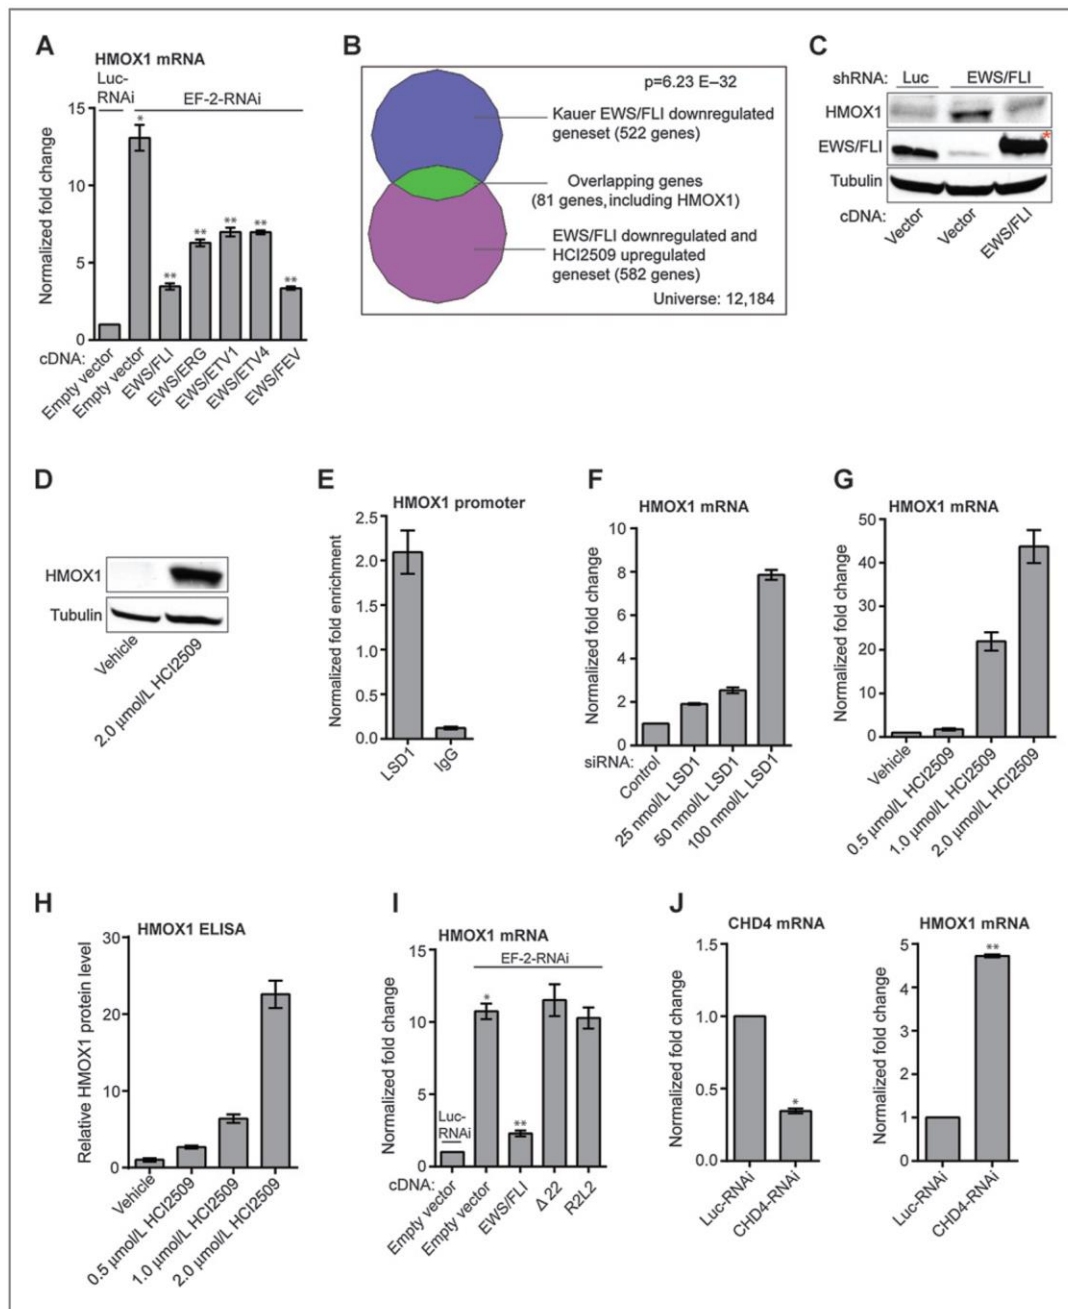 A
HMOX1 mRNA
Luc-
RNAi
EF-2-RNAi
Normalized fold change
15
10
5
0
*
**
**
**
**
**
cDNA:
Empty vector
Empty vector
EWS/FLI
EWS/ERG
EWS/ETV1
EWS/ETV4
EWS/FEV
B
p=6.23 E–32
Kauer EWS/FLI downregulated
geneset (522 genes)
Overlapping genes
(81 genes, including HMOX1)
EWS/FLI downregulated and
HCI2509 upregulated
geneset (582 genes)
Universe: 12,184
C
shRNA: Luc EWS/FLI
HMOX1
EWS/FLI
*
Tubulin
cDNA:
Vector
Vector
EWS/FLI
D
HMOX1
Tubulin
Vehicle
2.0 µmol/L HCI2509
E
HMOX1 promoter
Normalized fold enrichment
2.5
2.0
1.5
1.0
0.5
0.0
LSD1
IgG
F
HMOX1 mRNA
Normalized fold change
10
8
6
4
2
0
siRNA:
Control
25 nmol/L LSD1
50 nmol/L LSD1
100 nmol/L LSD1
G
HMOX1 mRNA
Normalized fold change
50
40
30
20
10
0
Vehicle
0.5 µmol/L HCI2509
1.0 µmol/L HCI2509
2.0 µmol/L HCI2509
H
HMOX1 ELISA
Relative HMOX1 protein level
30
20
10
0
Vehicle
0.5 µmol/L HCI2509
1.0 µmol/L HCI2509
2.0 µmol/L HCI2509
I
HMOX1 mRNA
EF-2-RNAi
Normalized fold change
15
10
5
0
Luc-
RNAi
*
**
cDNA:
Empty vector
Empty vector
EWS/FLI
Δ 22
R2L2
J
CHD4 mRNA
Normalized fold change
1.5
1.0
0.5
0.0
*
Luc-RNAi
CHD4-RNAi
HMOX1 mRNA
Normalized fold change
5
4
3
2
1
0
**
Luc-RNAi
CHD4-RNAi